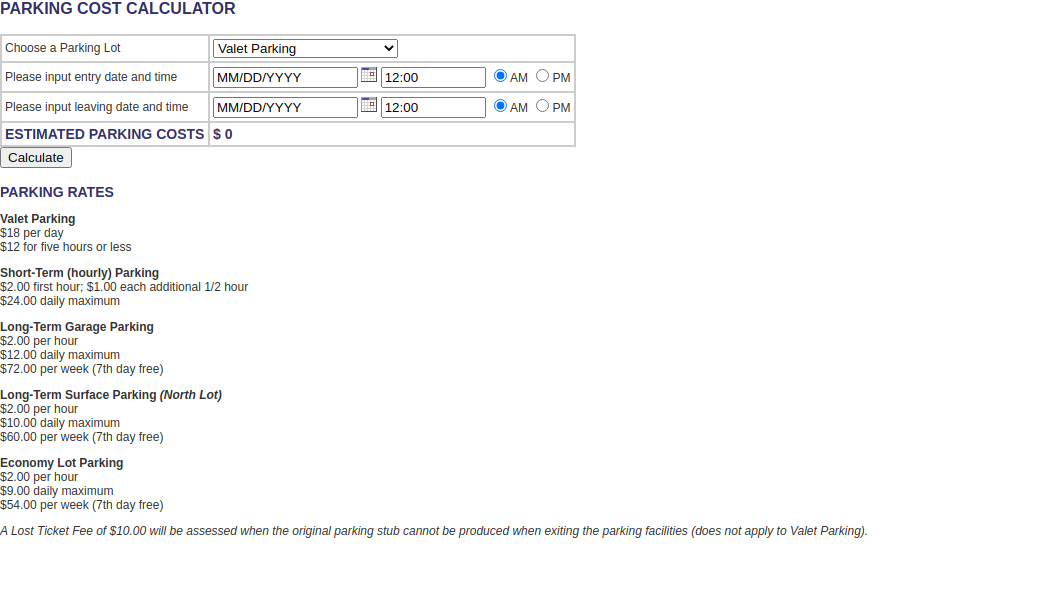 PARKING COST CALCULATOR
Choose a Parking Lot Valet Parking
Please input entry date and time MM/DD/YYYY 12:00 AM PM
Please input leaving date and time MM/DD/YYYY 12:00 AM PM
ESTIMATED PARKING COSTS $ 0
Calculate
PARKING RATES
Valet Parking
$18 per day
$12 for five hours or less
Short-Term (hourly) Parking
$2.00 first hour; $1.00 each additional 1/2 hour
$24.00 daily maximum
Long-Term Garage Parking
$2.00 per hour
$12.00 daily maximum
$72.00 per week (7th day free)
Long-Term Surface Parking (North Lot)
$2.00 per hour
$10.00 daily maximum
$60.00 per week (7th day free)
Economy Lot Parking
$2.00 per hour
$9.00 daily maximum
$54.00 per week (7th day free)
A Lost Ticket Fee of $10.00 will be assessed when the original parking stub cannot be produced when exiting the parking facilities (does not apply to Valet Parking).